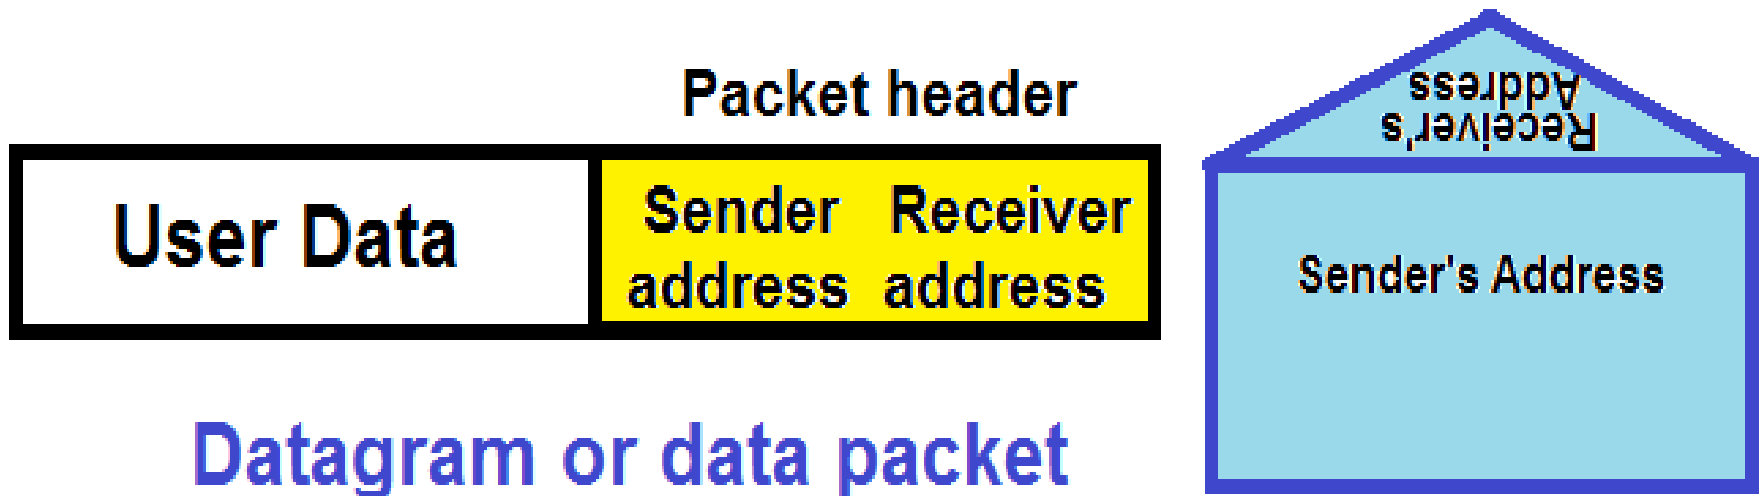 Packet header
User Data
Sender Receiver
address address
Datagram or data packet
Receiver's
Address
Sender's Address